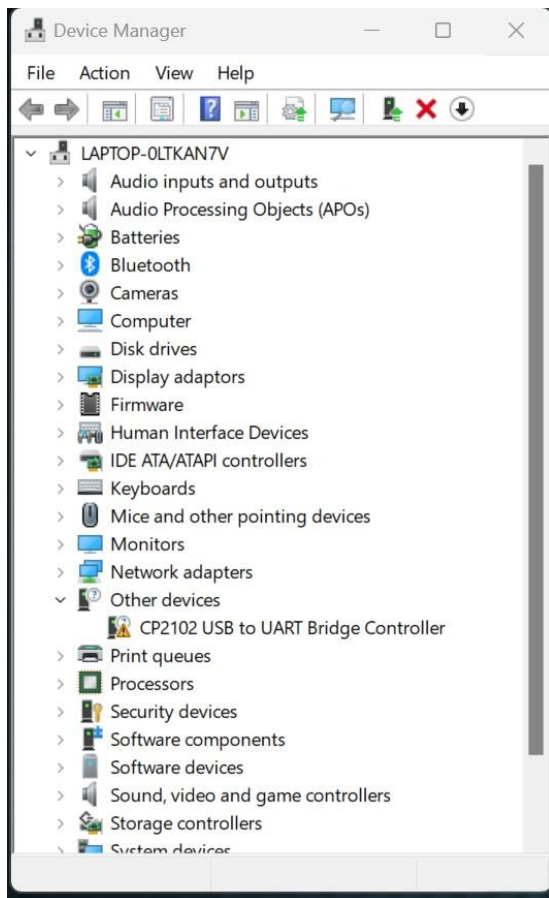 Device Manager
File Action View Help
LAPTOP-0LTKAN7V
Audio inputs and outputs
Audio Processing Objects (APOs)
Batteries
Bluetooth
Cameras
Computer
Disk drives
Display adaptors
Firmware
Human Interface Devices
IDE ATA/ATAPI controllers
Keyboards
Mice and other pointing devices
Monitors
Network adapters
Other devices
CP2102 USB to UART Bridge Controller
Print queues
Processors
Security devices
Software components
Software devices
Sound, video and game controllers
Storage controllers
System devices